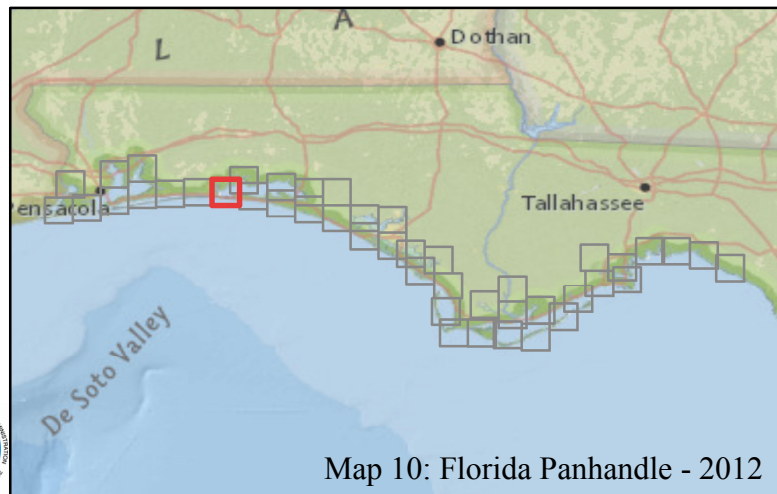 L A
Dothan
Pensacola
Tallahassee
De Soto Valley
Map 10: Florida Panhandle - 2012